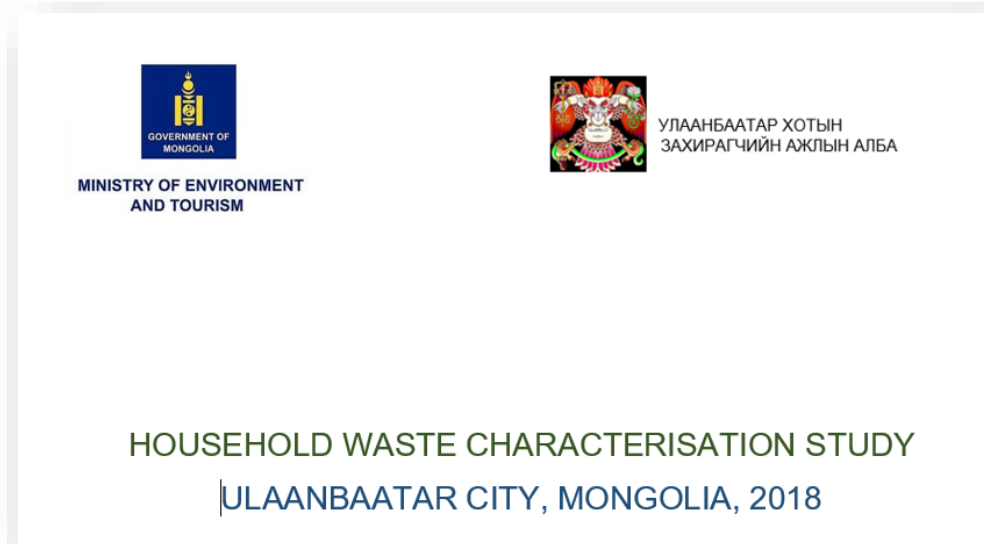 GOVERNMENT OF
MONGOLIA
MINISTRY OF ENVIRONMENT
AND TOURISM
УЛААНБААТАР ХОТЫН
ЗАХИРАГЧИЙН АЖЛЫН АЛБА
HOUSEHOLD WASTE CHARACTERISATION STUDY
ULAANBAATAR CITY, MONGOLIA, 2018